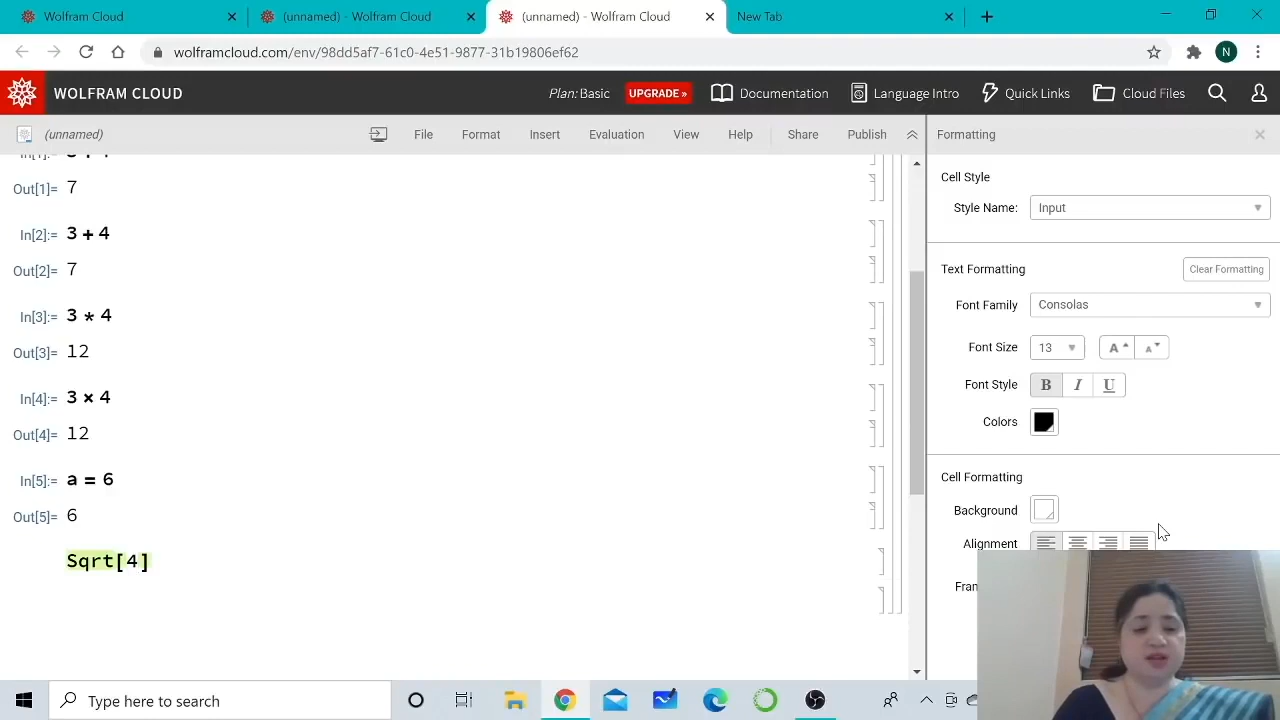 Wolfram Cloud
(unnamed) - Wolfram Cloud
(unnamed) - Wolfram Cloud
New Tab
wolframcloud.com/env/98dd5af7-61c0-4e51-9877-31b19806ef62
N
WOLFRAM CLOUD
Plan: Basic
UPGRADE »
Documentation
Language Intro
Quick Links
Cloud Files
(unnamed)
File
Format
Insert
Evaluation
View
Help
Share
Publish
Formatting
Out[1]= 7
In[2]:= 3 + 4
Out[2]= 7
In[3]:= 3 * 4
Out[3]= 12
In[4]:= 3 × 4
Out[4]= 12
In[5]:= a = 6
Out[5]= 6
Sqrt[4]
Cell Style
Style Name: Input
Text Formatting
Clear Formatting
Font Family Consolas
Font Size 13 A A
Font Style B I U
Colors
Cell Formatting
Background
Alignment
Type here to search